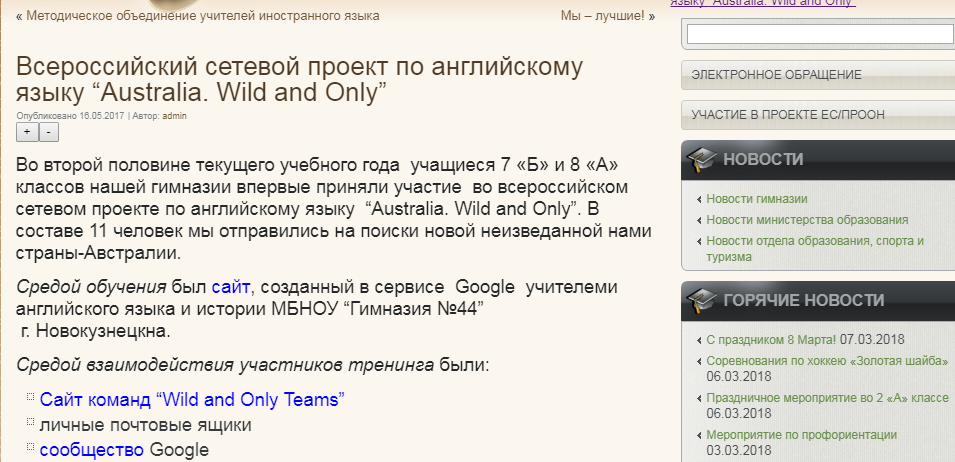 « Методическое объединение учителей иностранного языка
Мы – лучшие! »
Всероссийский сетевой проект по английскому
языку “Australia. Wild and Only”
Опубликовано 16.05.2017 | Автор: admin
+ -
Во второй половине текущего учебного года учащиеся 7 «Б» и 8 «А»
классов нашей гимназии впервые приняли участие во всероссийском
сетевом проекте по английскому языку “Australia. Wild and Only”. В
составе 11 человек мы отправились на поиски новой неизведанной нами
страны-Австралии.
Средой обучения был сайт, созданный в сервисе Google учителеми
английского языка и истории МБНОУ “Гимназия №44”
г. Новокузнецкна.
Средой взаимодействия участников тренинга были:
Сайт команд “Wild and Only Teams”
личные почтовые ящики
сообщество Google
языку “Australia. Wild and Only”
ЭЛЕКТРОННОЕ ОБРАЩЕНИЕ
УЧАСТИЕ В ПРОЕКТЕ ЕС/ПРООН
НОВОСТИ
Новости гимназии
Новости министерства образования
Новости отдела образования, спорта и
туризма
ГОРЯЧИЕ НОВОСТИ
С праздником 8 Марта! 07.03.2018
Соревнования по хоккею «Золотая шайба»
06.03.2018
Праздничное мероприятие во 2 «А» классе
06.03.2018
Мероприятие по профориентации
03.03.2018